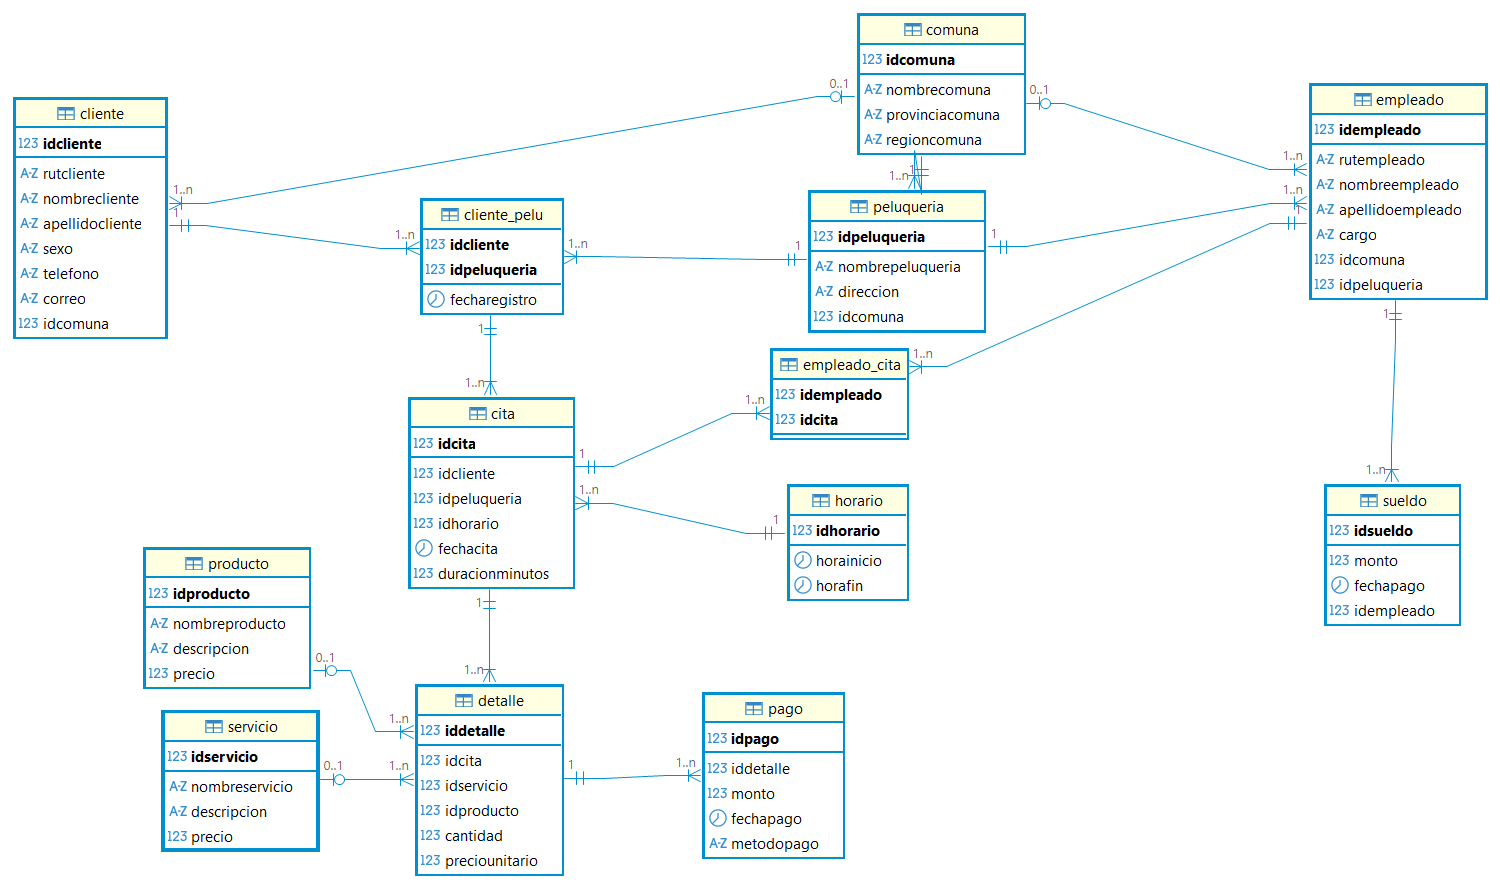 comuna
123 idcomuna
A-Z nombrecomuna
A-Z provinciacomuna
A-Z regioncomuna
0..1
0..1
1..n
1
cliente
123 idcliente
A-Z rutcliente
A-Z nombrecliente
A-Z apellidocliente
A-Z sexo
A-Z telefono
A-Z correo
123 idcomuna
1..n
1
empleado
123 idempleado
A-Z rutempleado
A-Z nombreempleado
A-Z apellidoempleado
A-Z cargo
123 idcomuna
123 idpeluqueria
1..n
1..n
1
1
cliente_pelu
123 idcliente
123 idpeluqueria
fecharegistro
1..n
1..n
1
peluqueria
123 idpeluqueria
A-Z nombrepeluqueria
A-Z direccion
123 idcomuna
1
1
empleado_cita
123 idempleado
123 idcita
1..n
1..n
cita
123 idcita
123 idcliente
123 idpeluqueria
123 idhorario
fechacita
123 duracionminutos
1..n
1
1..n
1
horario
123 idhorario
horainicio
horafin
1
sueldo
123 idsueldo
123 monto
fechapago
123 idempleado
1..n
producto
123 idproducto
A-Z nombreproducto
A-Z descripcion
123 precio
0..1
servicio
123 idservicio
A-Z nombreservicio
A-Z descripcion
123 precio
0..1
detalle
123 iddetalle
123 idcita
123 idservicio
123 idproducto
123 cantidad
123 preciounitario
1..n
1..n
1..n
1
pago
123 idpago
123 iddetalle
123 monto
fechapago
A-Z metodopago
1..n